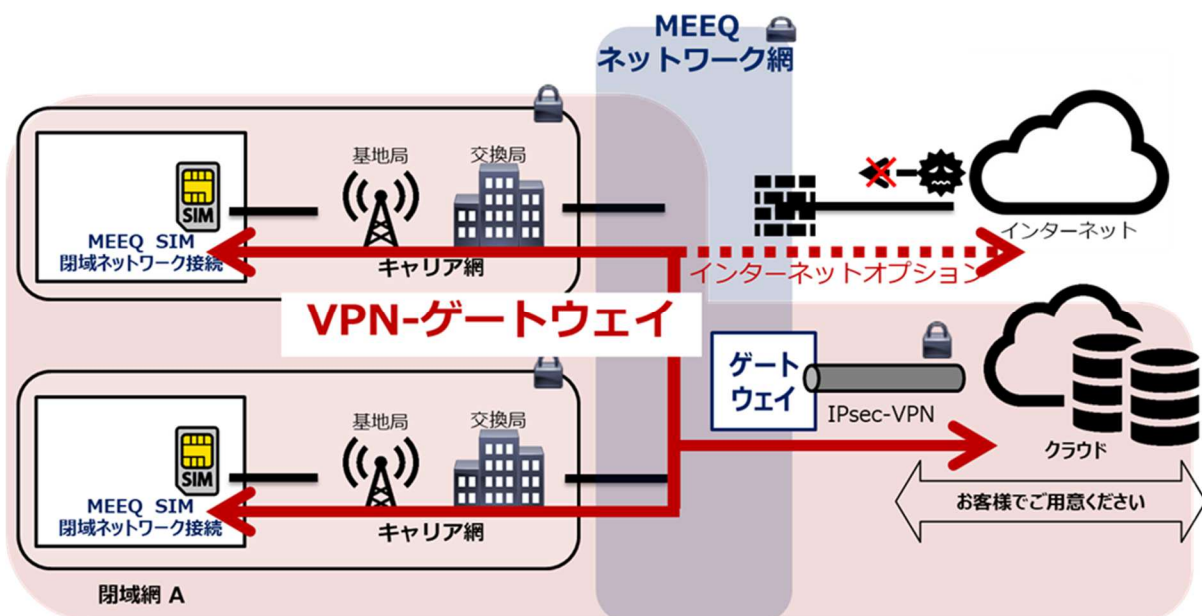 MEEQ
ネットワーク網
基地局
交換局
SIM
MEEQ SIM
閉域ネットワーク接続
キャリア網
インターネット
インターネットオプション
VPN-ゲートウェイ
ゲート
ウェイ
IPsec-VPN
クラウド
お客様でご用意ください
基地局
交換局
SIM
MEEQ SIM
閉域ネットワーク接続
キャリア網
閉域網 A